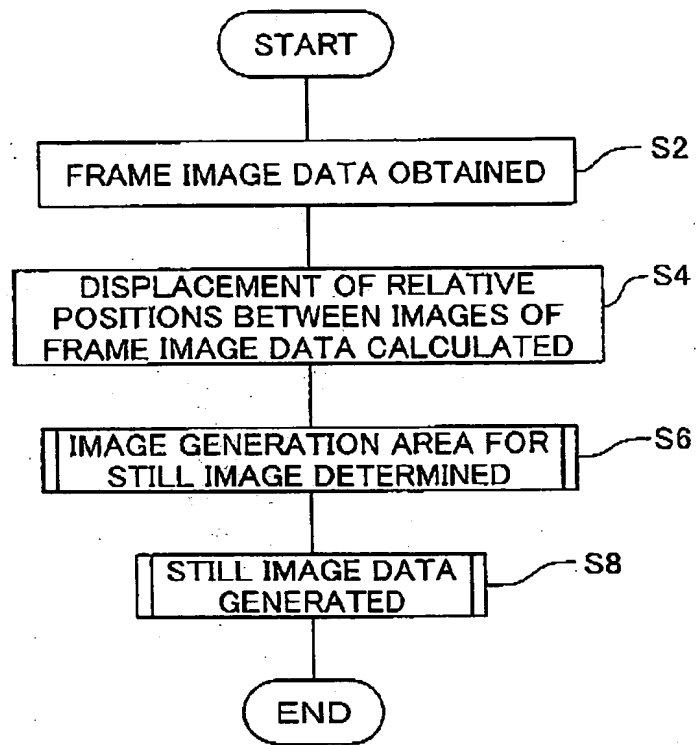 START
FRAME IMAGE DATA OBTAINED
S2
DISPLACEMENT OF RELATIVE
POSITIONS BETWEEN IMAGES OF
FRAME IMAGE DATA CALCULATED
S4
IMAGE GENERATION AREA FOR
STILL IMAGE DETERMINED
S6
STILL IMAGE DATA
GENERATED
S8
END